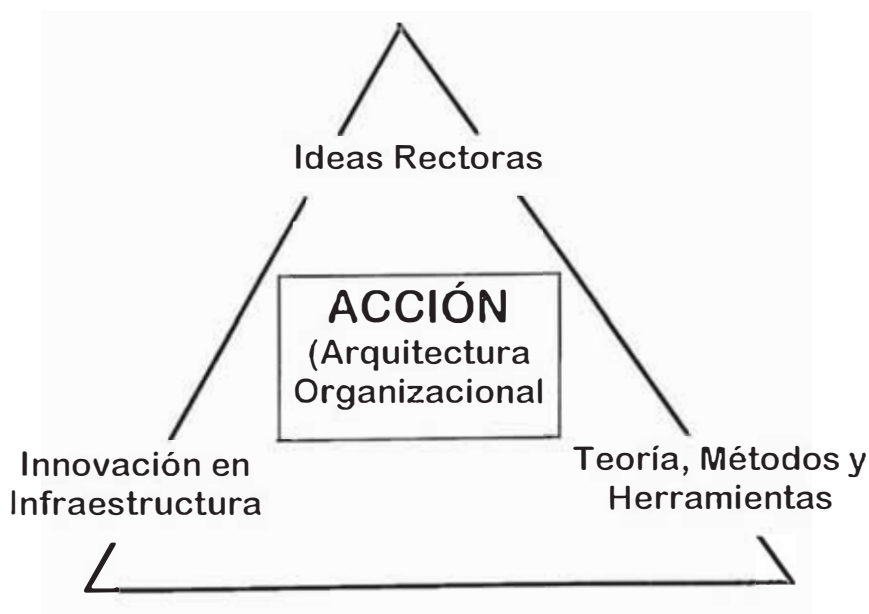 Ideas Rectoras
ACCIÓN
(Arquitectura
Organizacional
Innovación en
Infraestructura
Teoría, Métodos y
Herramientas